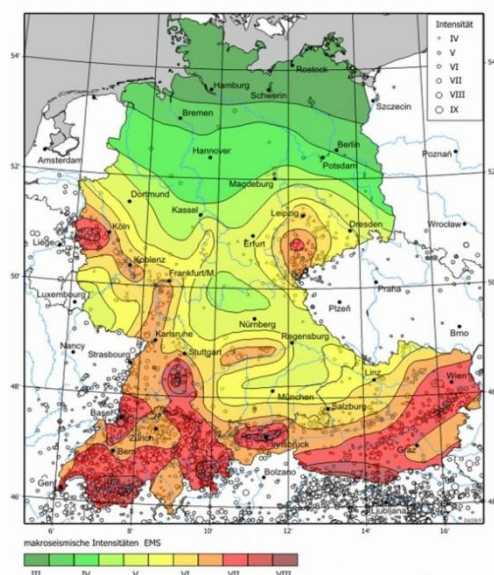 Intensität
IV
V
VI
VII
VIII
IX
54°
Rostock
Hamburg
Schwerin
Szczecin
Bremen
Amsterdam
Hannover
Berlin
Potsdam
Poznań
52°
Magdeburg
Dortmund
Kassel
Leipzig
Dresden
Wrocław
Köln
Liège
Erfurt
Koblenz
Frankfurt/M.
50°
Praha
Luxembourg
Plzeň
Nürnberg
Brno
Karlsruhe
Regensburg
Nancy
Strasbourg
Stuttgart
Linz
Wien
48°
München
Salzburg
Basel
Zürich
Innsbruck
Bern
Graz
Bolzano
46°
Ljubljana
6°
8°
10°
12°
14°
16°
makroseismische Intensitäten EMS
III
IV
V
VI
VII
VIII